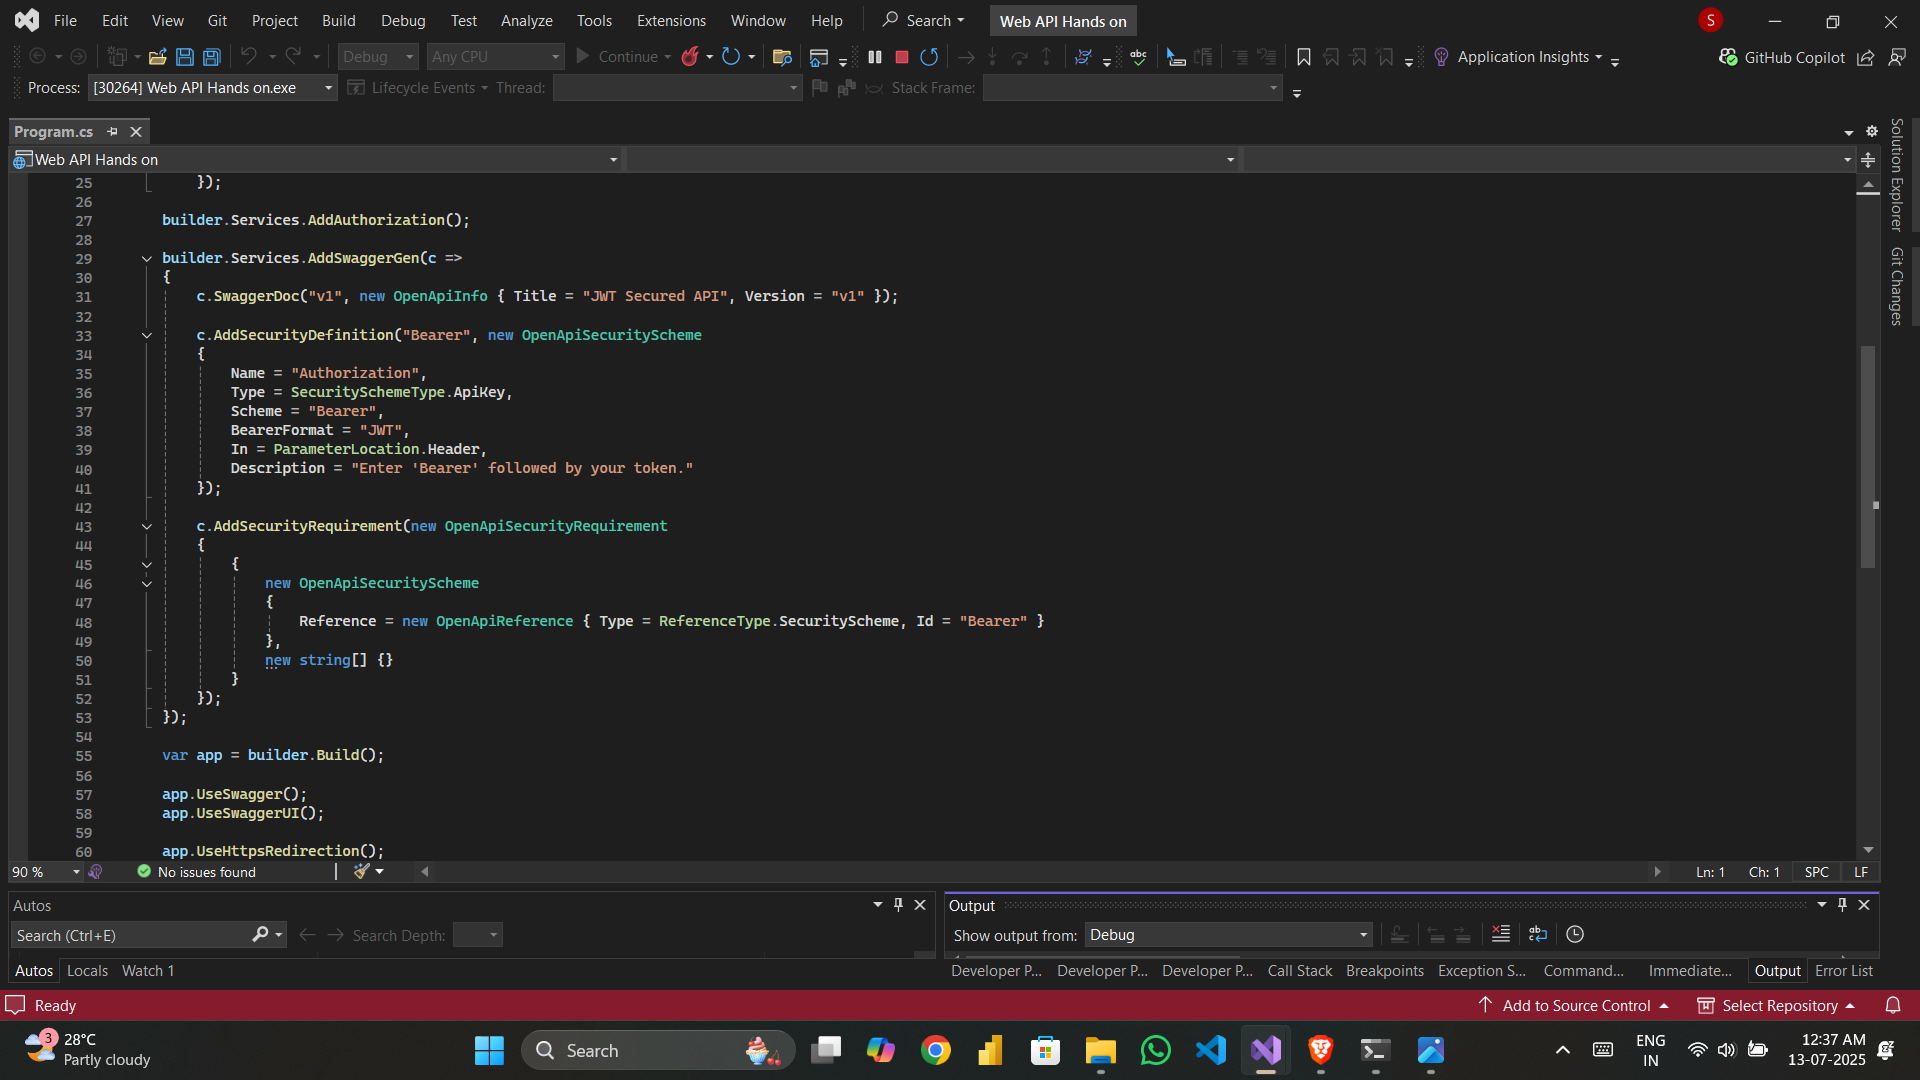 File Edit View Git Project Build Debug Test Analyze Tools Extensions Window Help Search Web API Hands on S
Debug Any CPU Continue abc Application Insights GitHub Copilot
Process: [30264] Web API Hands on.exe Lifecycle Events Thread: Stack Frame:
Program.cs
Web API Hands on
25 });
26
27 builder.Services.AddAuthorization();
28
29 builder.Services.AddSwaggerGen(c =>
30 {
31 c.SwaggerDoc("v1", new OpenApiInfo { Title = "JWT Secured API", Version = "v1" });
32
33 c.AddSecurityDefinition("Bearer", new OpenApiSecurityScheme
34 {
35 Name = "Authorization",
36 Type = SecuritySchemeType.ApiKey,
37 Scheme = "Bearer",
38 BearerFormat = "JWT",
39 In = ParameterLocation.Header,
40 Description = "Enter 'Bearer' followed by your token."
41 });
42
43 c.AddSecurityRequirement(new OpenApiSecurityRequirement
44 {
45 {
46 new OpenApiSecurityScheme
47 {
48 Reference = new OpenApiReference { Type = ReferenceType.SecurityScheme, Id = "Bearer" }
49 },
50 new string[] {}
51 }
52 });
53 });
54
55 var app = builder.Build();
56
57 app.UseSwagger();
58 app.UseSwaggerUI();
59
60 app.UseHttpsRedirection();
Solution Explorer
Git Changes
90 % No issues found Ln: 1 Ch: 1 SPC LF
Autos
Search (Ctrl+E) Search Depth:
Autos Locals Watch 1
Output
Show output from: Debug
Developer P... Developer P... Developer P... Call Stack Breakpoints Exception S... Command... Immediate... Output Error List
Ready Add to Source Control Select Repository
3 28°C
Partly cloudy
Search
ENG
IN
12:37 AM
13-07-2025